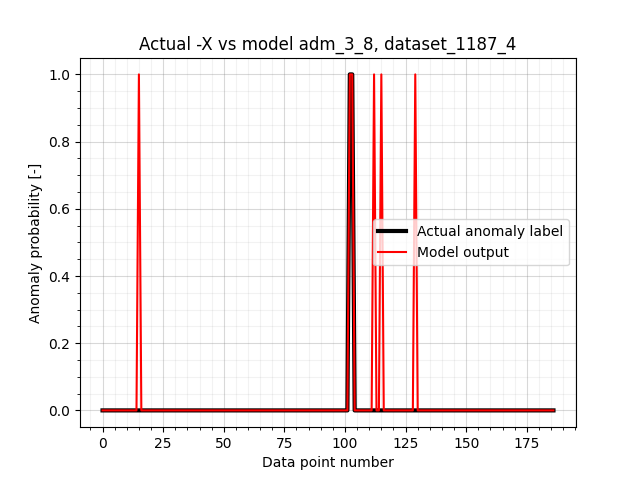 Actual -X vs model adm_3_8, dataset_1187_4
Anomaly probability [-]
1.0
0.8
0.6
0.4
0.2
0.0
Actual anomaly label
Model output
0 25 50 75 100 125 150 175
Data point number